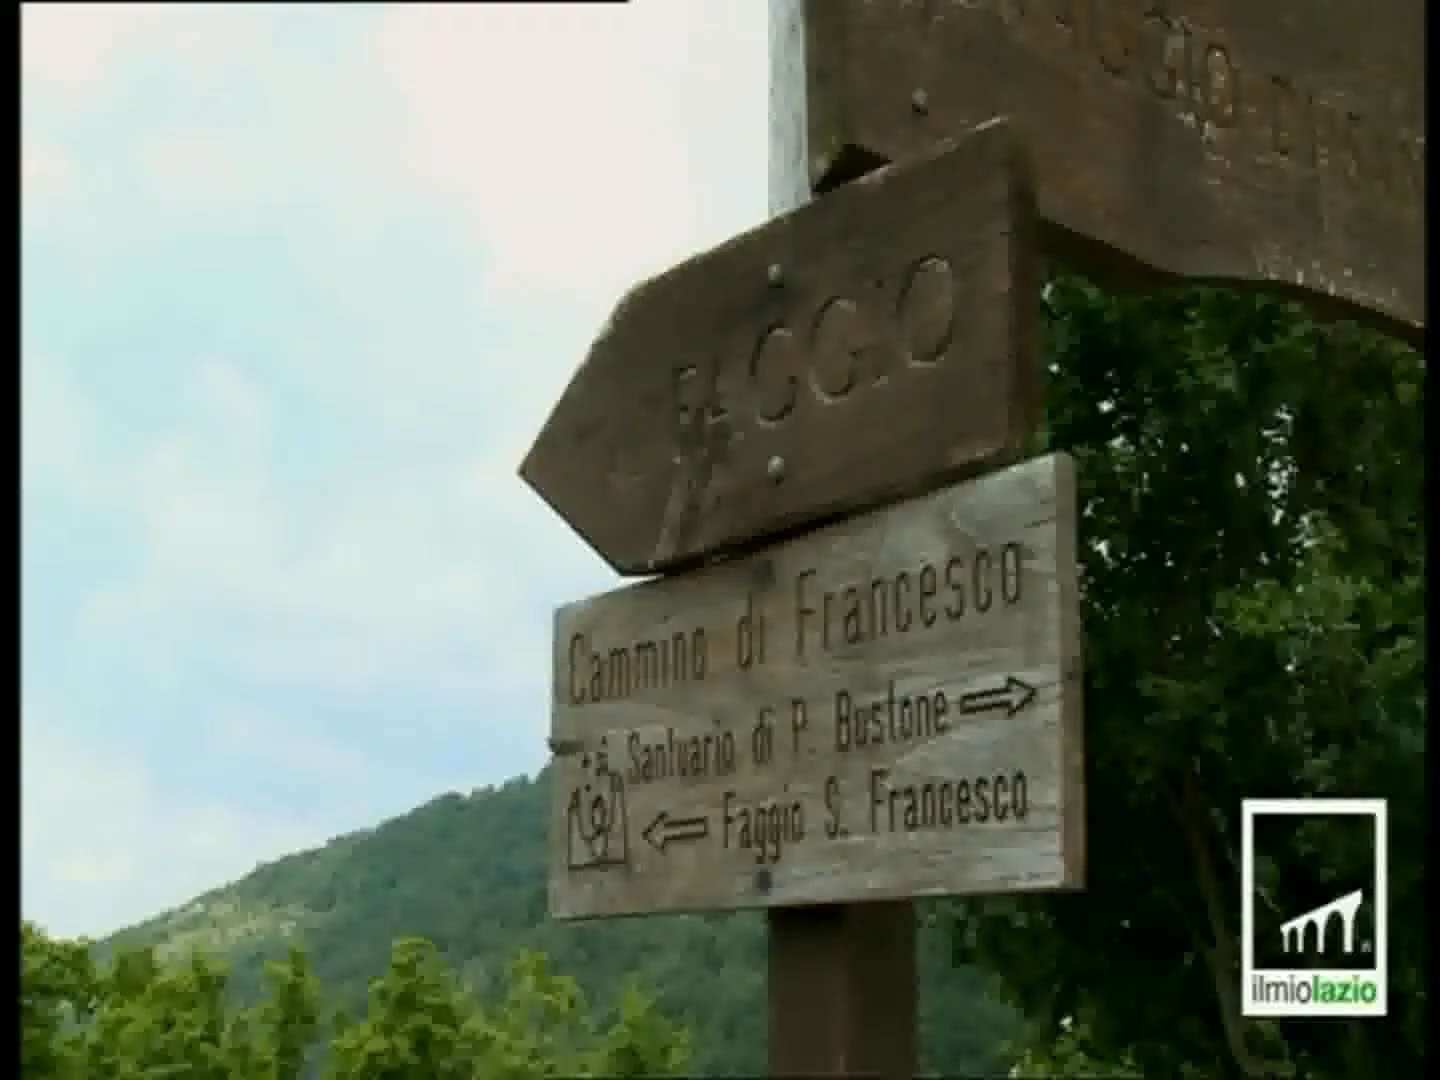 FAGGIO
Cammino di Francesco
Santuario di P. Bustone
Faggio S. Francesco
ilmiolazio